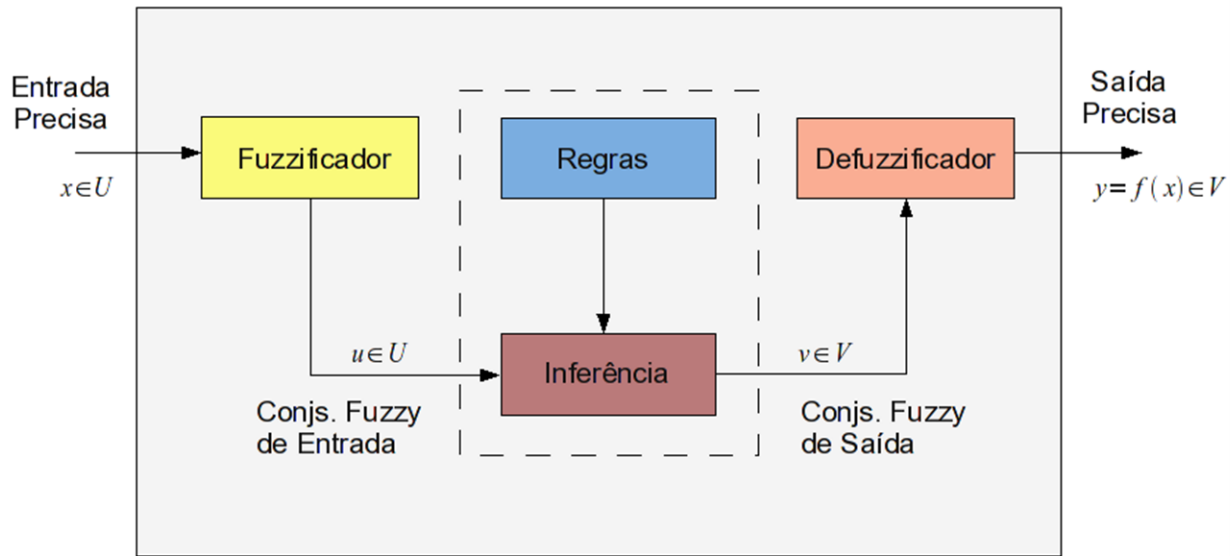 Entrada
Precisa
x∈U
Fuzzificador
Regras
Defuzzificador
Saída
Precisa
y=f(x)∈V
u∈U
Inferência
v∈V
Conjs. Fuzzy
de Entrada
Conjs. Fuzzy
de Saída